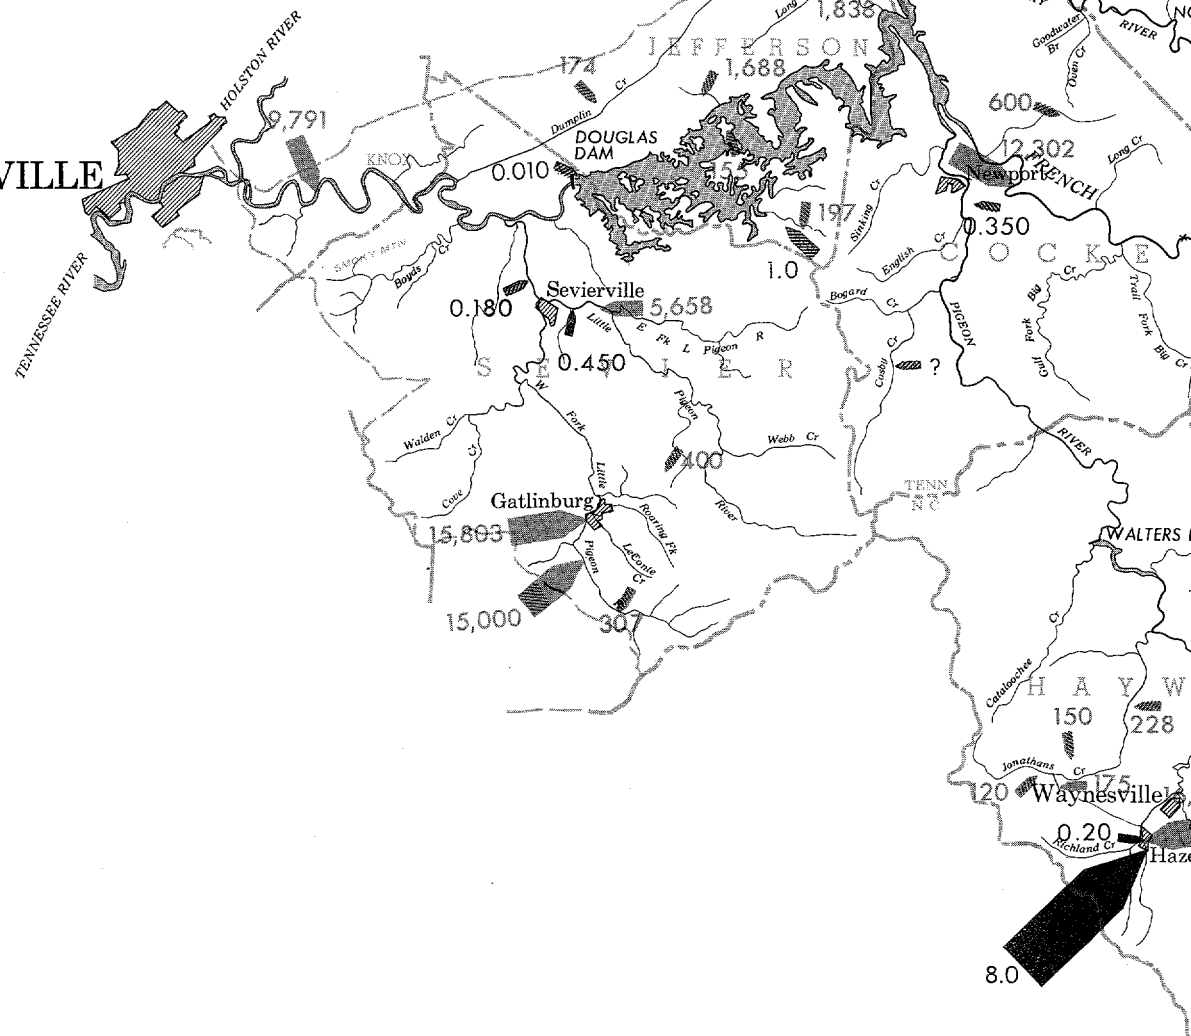 1,838
Long
NO
RIVER
Goodwater
Br
Oven Cr
JEFFERSON
174
1,688
Cr
HOLSTON RIVER
600
9,791
Dumplin
DOUGLAS
DAM
12,302
FRENCH
Long Cr
KNOX
VILLE
0.010
155
Newport
197
Sinking Cr
0.350
COCKE
English Cr
SMOKY MTN
Boyds Cr
1.0
TENNESSEE RIVER
Sevierville
0.180
5,658
Bogard Cr
Big Cr
Trail Fork Big Cr
PIGEON
Little
E Fk L Pigeon R
Gulf Fork
0.450
SEVIER
Cosby Cr
?
W
Fork
Pigeon
Walden Cr
Cr
Webb Cr
RIVER
400
Little
TENN
N C
Cove
Gatlinburg
River
Roaring Fk
15,803
WALTERS
Pigeon
LeConte
Cr
15,000
307
Cr
Cataloochee
HAYW
150
228
Jonathans Cr
120
175
Waynesville
0.20
Richland Cr
Haze
8.0